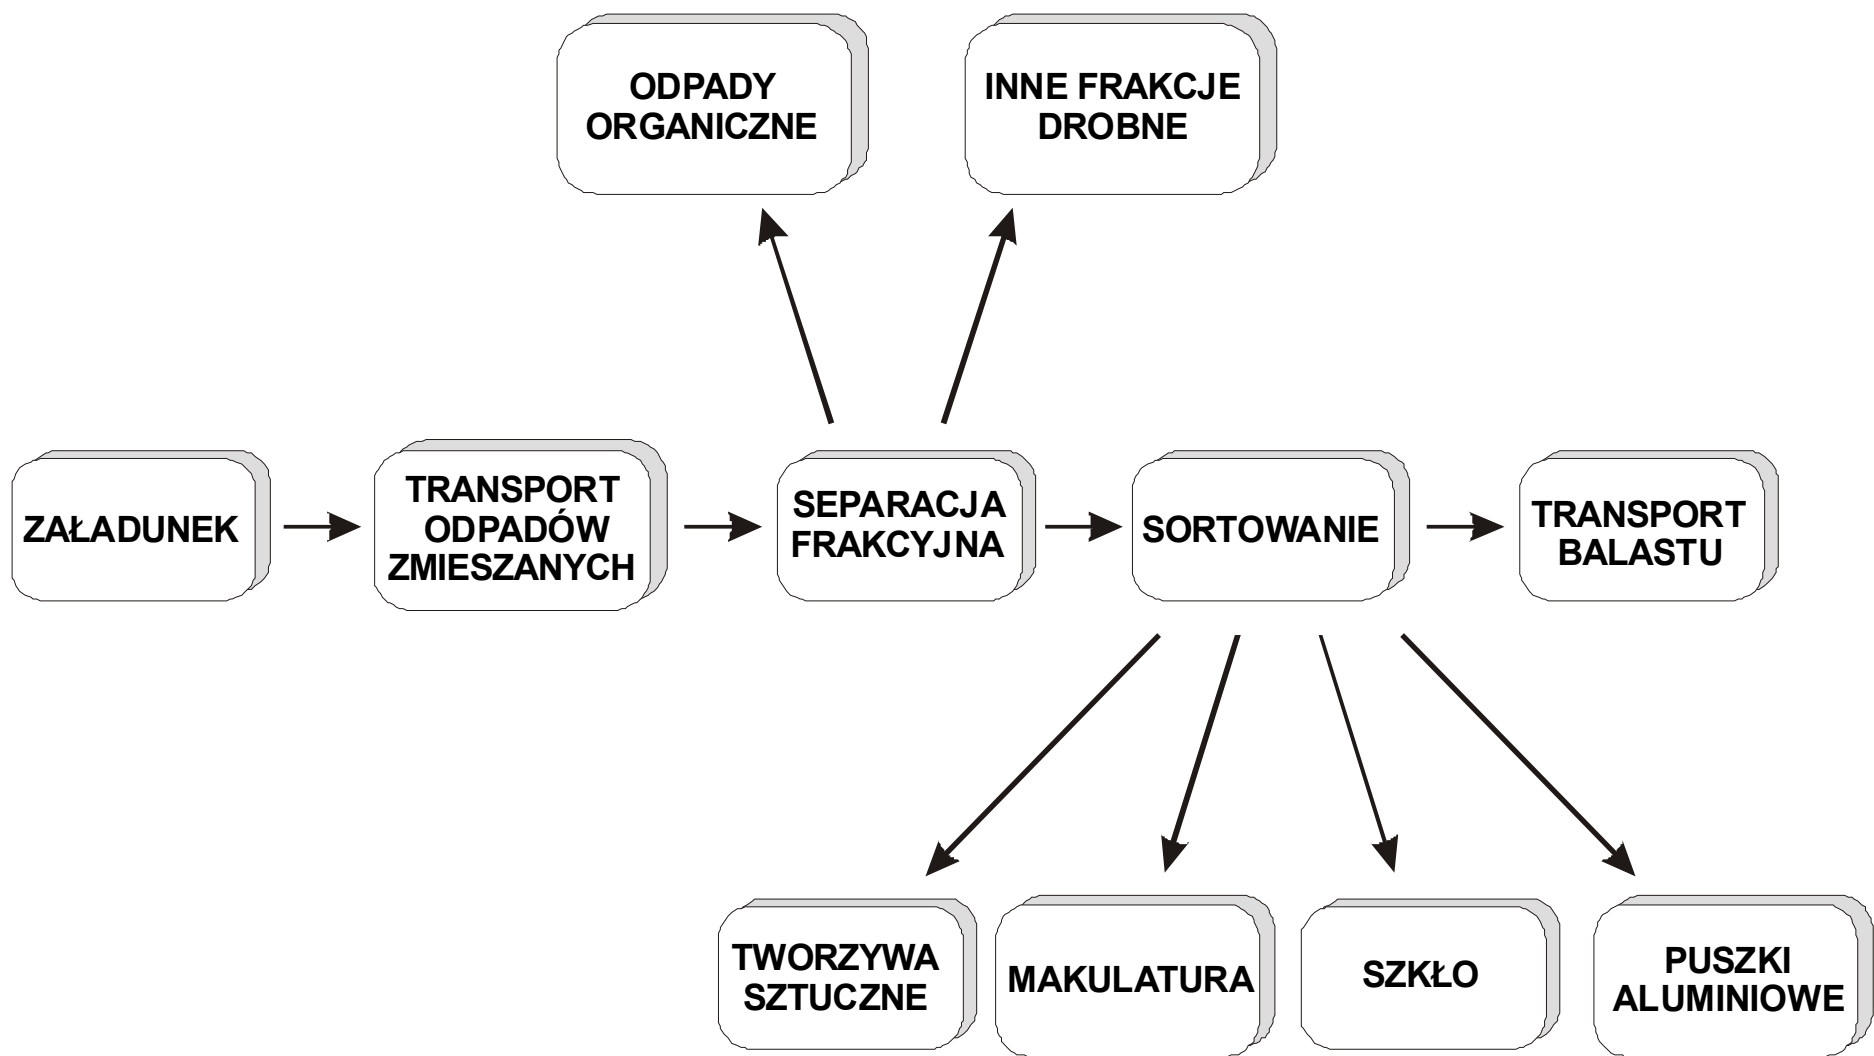 ODPADY
ORGANICZNE
INNE FRAKCJE
DROBNE
ZAŁADUNEK
TRANSPORT
ODPADÓW
ZMIESZANYCH
SEPARACJA
FRAKCYJNA
SORTOWANIE
TRANSPORT
BALASTU
TWORZYWA
SZTUCZNE
MAKULATURA
SZKŁO
PUSZKI
ALUMINIOWE